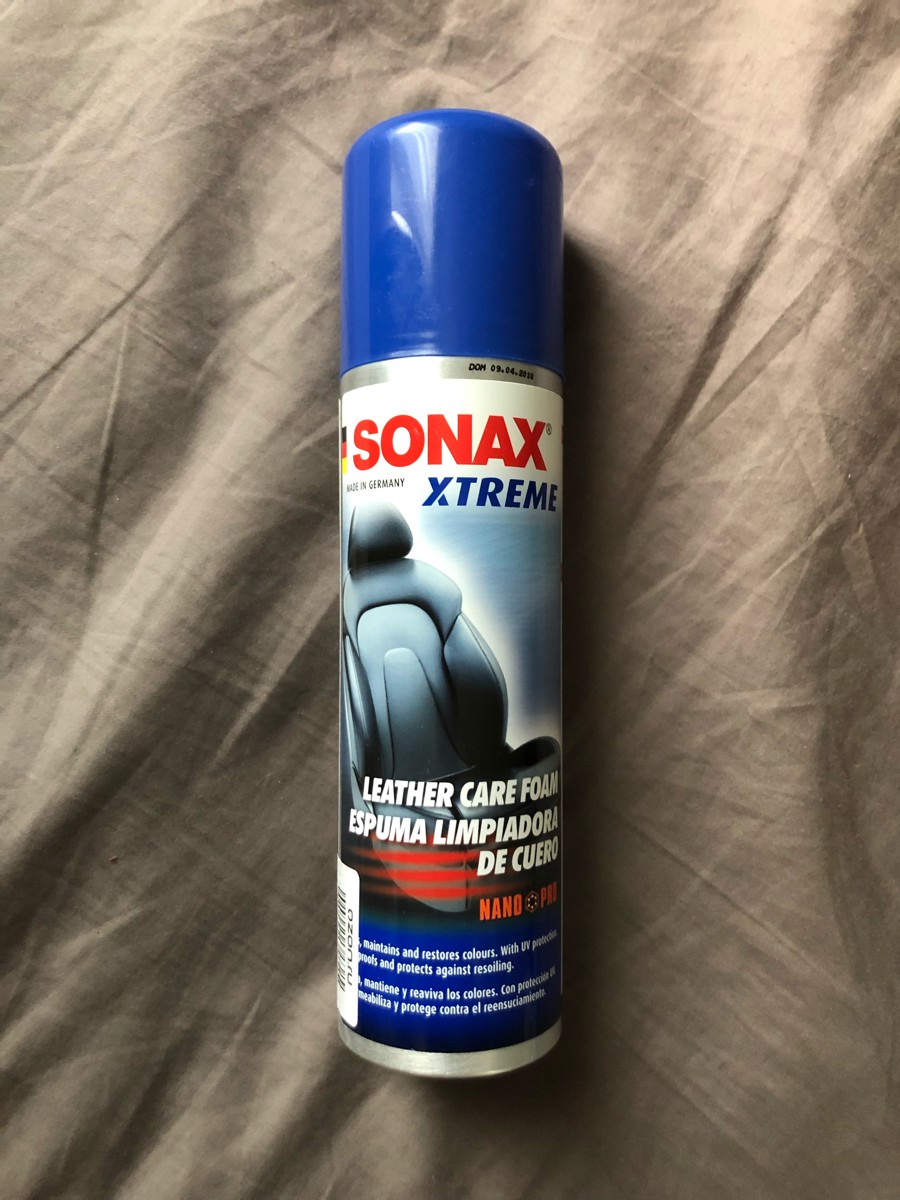 DOM 09.04.2018
SONAX®
MADE IN GERMANY
XTREME
LEATHER CARE FOAM
ESPUMA LIMPIADORA
DE CUERO
NANO PRO
, maintains and restores colours. With UV protection
proofs and protects against resoiling.
, mantiene y reaviva los colores. Con protección UV
meabiliza y protege contra el reensuciamiento.